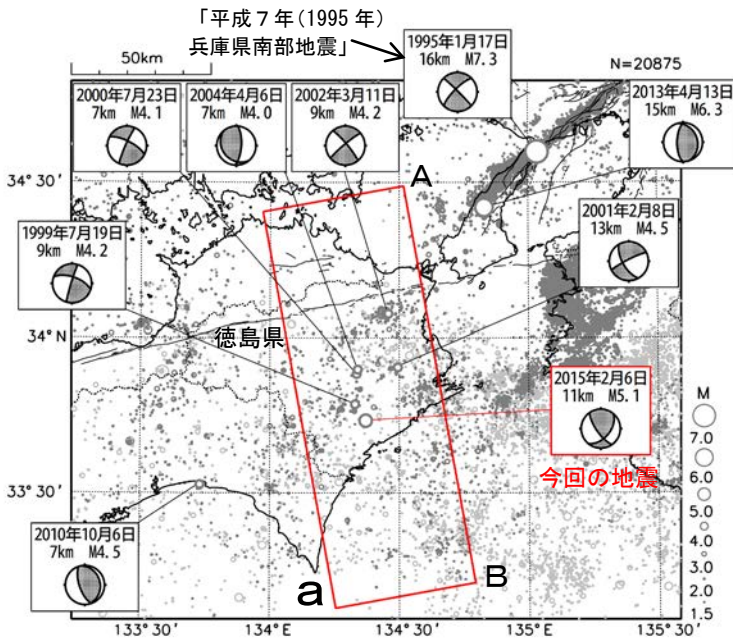 「平成７年（1995 年）
兵庫県南部地震」
50km
1995年1月17日
16km M7.3
N=20875
2000年7月23日
7km M4.1
2004年4月6日
7km M4.0
2002年3月11日
9km M4.2
2013年4月13日
15km M6.3
A
34°30'
2001年2月8日
13km M4.5
1999年7月19日
9km M4.2
34°N
徳島県
2015年2月6日
11km M5.1
今回の地震
M
7.0
6.0
5.0
4.0
3.0
2.0
1.5
33°30'
2010年10月6日
7km M4.5
a
B
133°30'
134°E
134°30'
135°E
135°30'